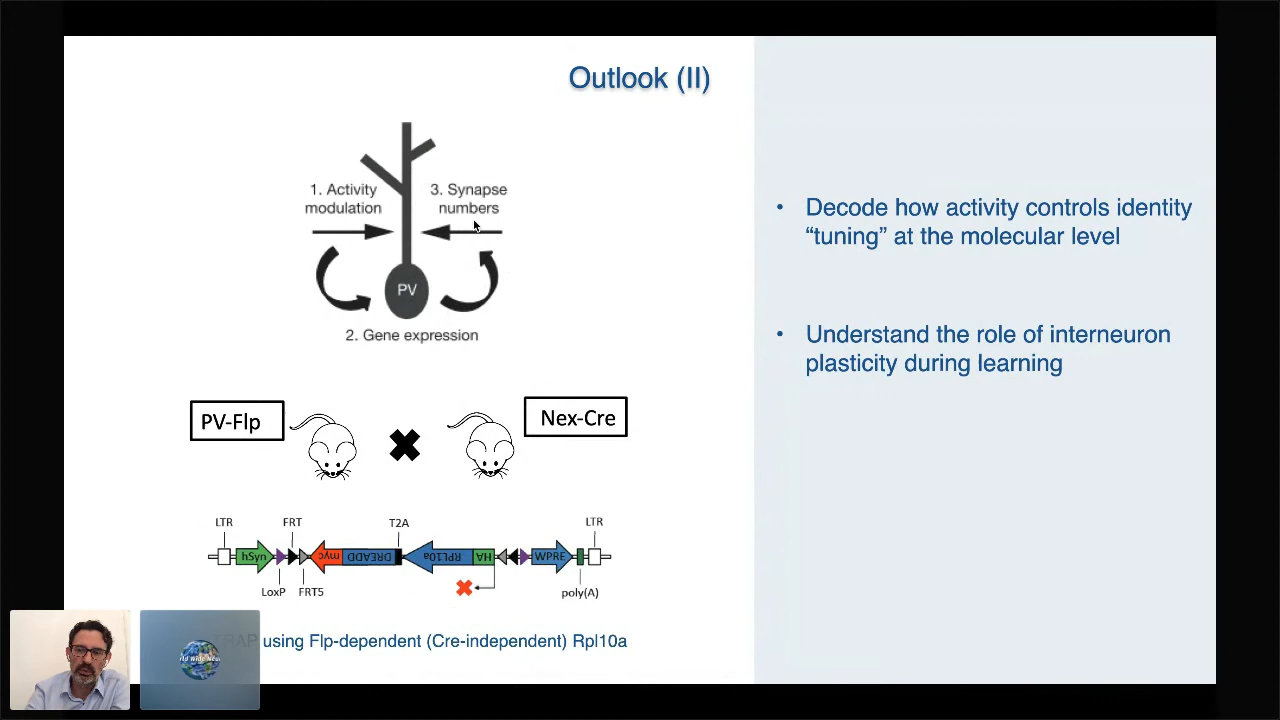 Outlook (II)
1. Activity
modulation
3. Synapse
numbers
PV
2. Gene expression
PV-Flp
Nex-Cre
LTR
FRT
T2A
LTR
hSyn
myc
DREADD
RPL10a
HA
WPRE
LoxP
FRT5
poly(A)
TRAP using Flp-dependent (Cre-independent) Rpl10a
• Decode how activity controls identity
“tuning” at the molecular level
• Understand the role of interneuron
plasticity during learning